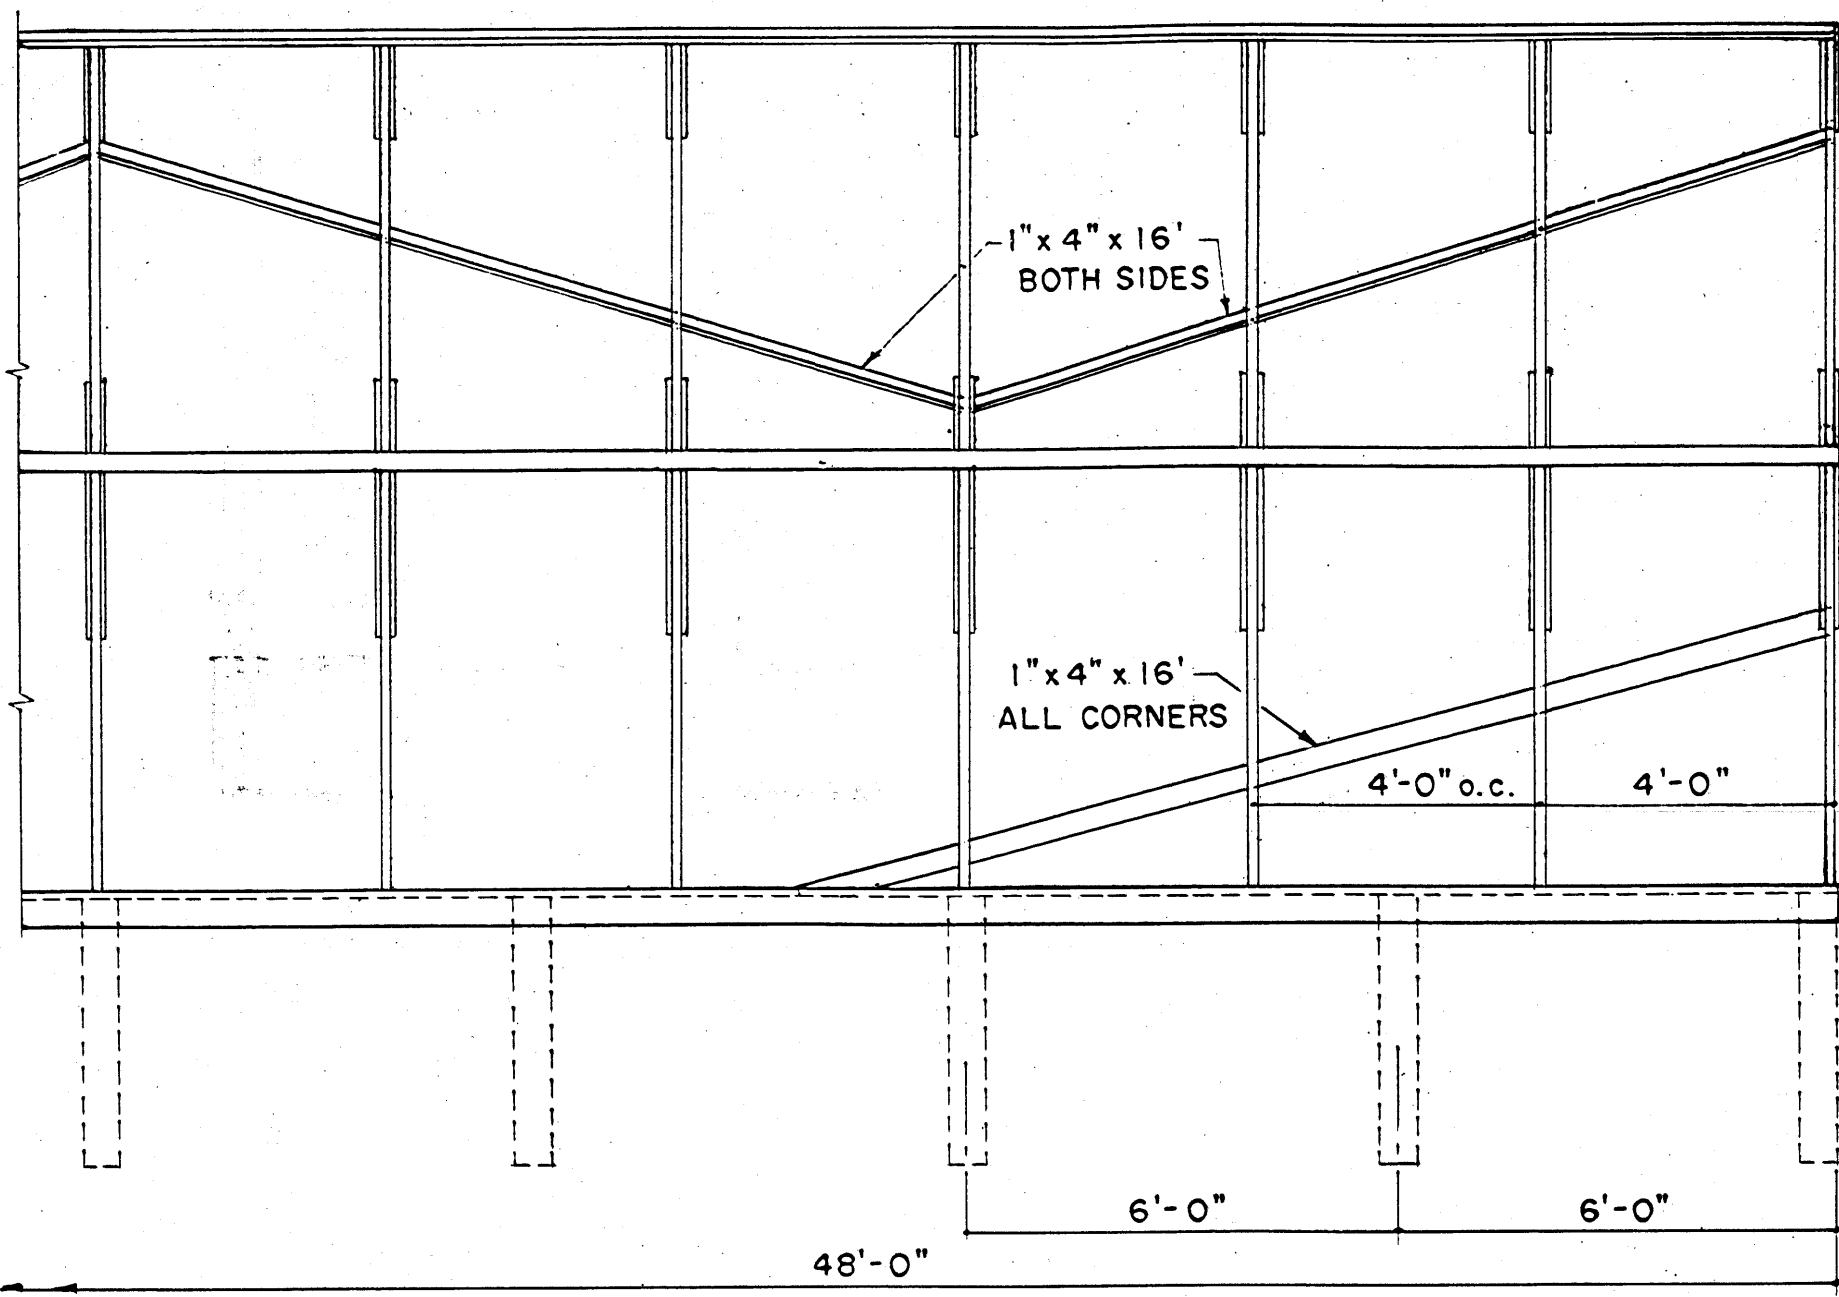 1" x 4" x 16'
BOTH SIDES
1" x 4" x 16'
ALL CORNERS
4'-0" o.c.
4'-0"
6'-0"
6'-0"
48'-0"